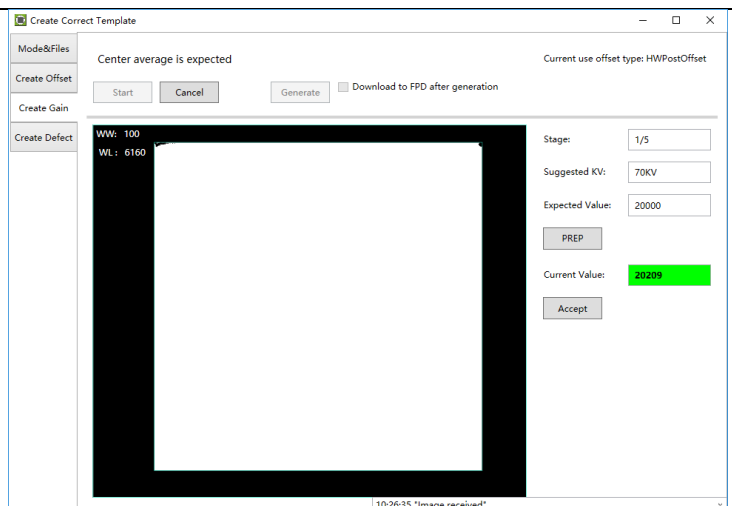 Create Correct Template
Mode&Files
Create Offset
Create Gain
Create Defect
Center average is expected
Current use offset type: HWPostOffset
Start
Cancel
Generate
Download to FPD after generation
WW: 100
WL: 6160
Stage:
1/5
Suggested KV:
70KV
Expected Value:
20000
PREP
Current Value:
20209
Accept
10:26:35 "Image received"